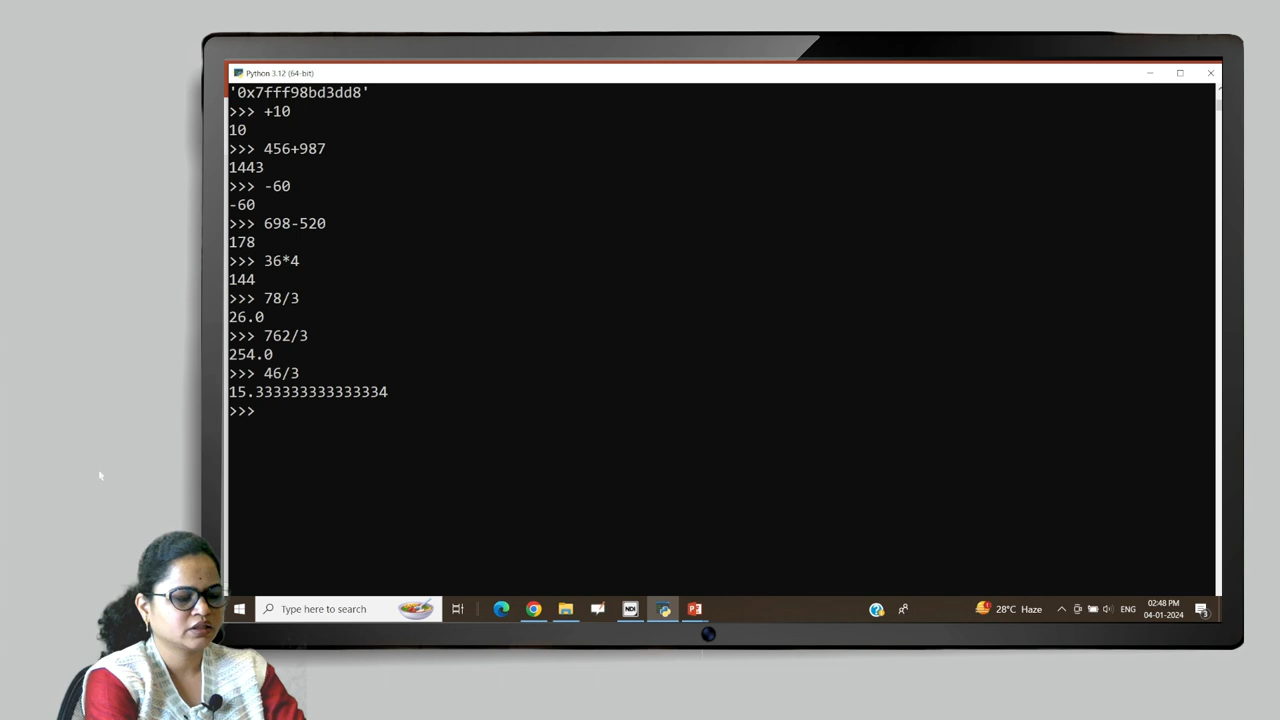 Python 3.12 (64-bit)
'0x7fff98bd3dd8'
>>> +10
10
>>> 456+987
1443
>>> -60
-60
>>> 698-520
178
>>> 36*4
144
>>> 78/3
26.0
>>> 762/3
254.0
>>> 46/3
15.333333333333334
>>>
Type here to search
NDI
28°C Haze
ENG
02:48 PM
04-01-2024
3